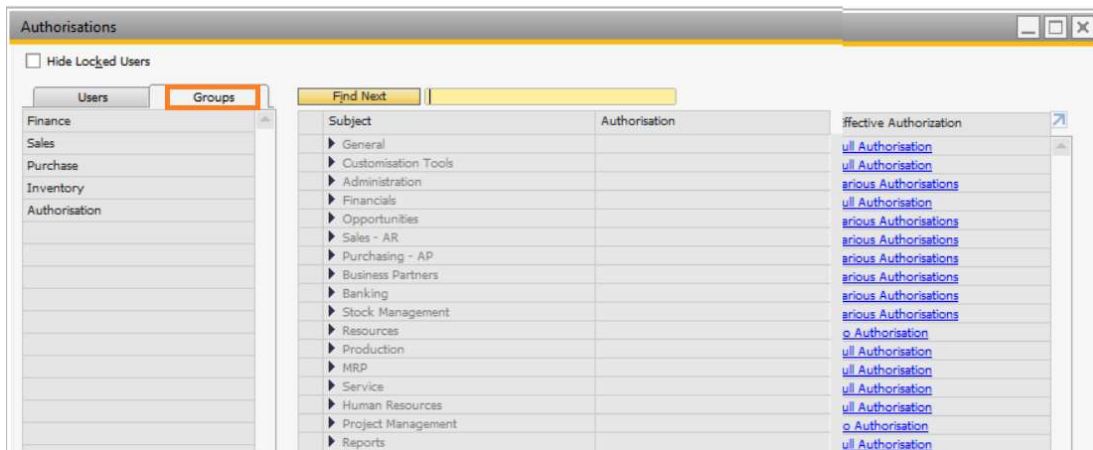 Authorisations
Hide Locked Users
Users Groups Find Next
Finance
Sales
Purchase
Inventory
Authorisation
Subject Authorisation
General
Customisation Tools
Administration
Financials
Opportunities
Sales - AR
Purchasing - AP
Business Partners
Banking
Stock Management
Resources
Production
MRP
Service
Human Resources
Project Management
Reports
ffective Authorization
ull Authorisation
ull Authorisation
arious Authorisations
ull Authorisation
arious Authorisations
arious Authorisations
arious Authorisations
arious Authorisations
arious Authorisations
arious Authorisations
o Authorisation
ull Authorisation
ull Authorisation
ull Authorisation
ull Authorisation
o Authorisation
ull Authorisation